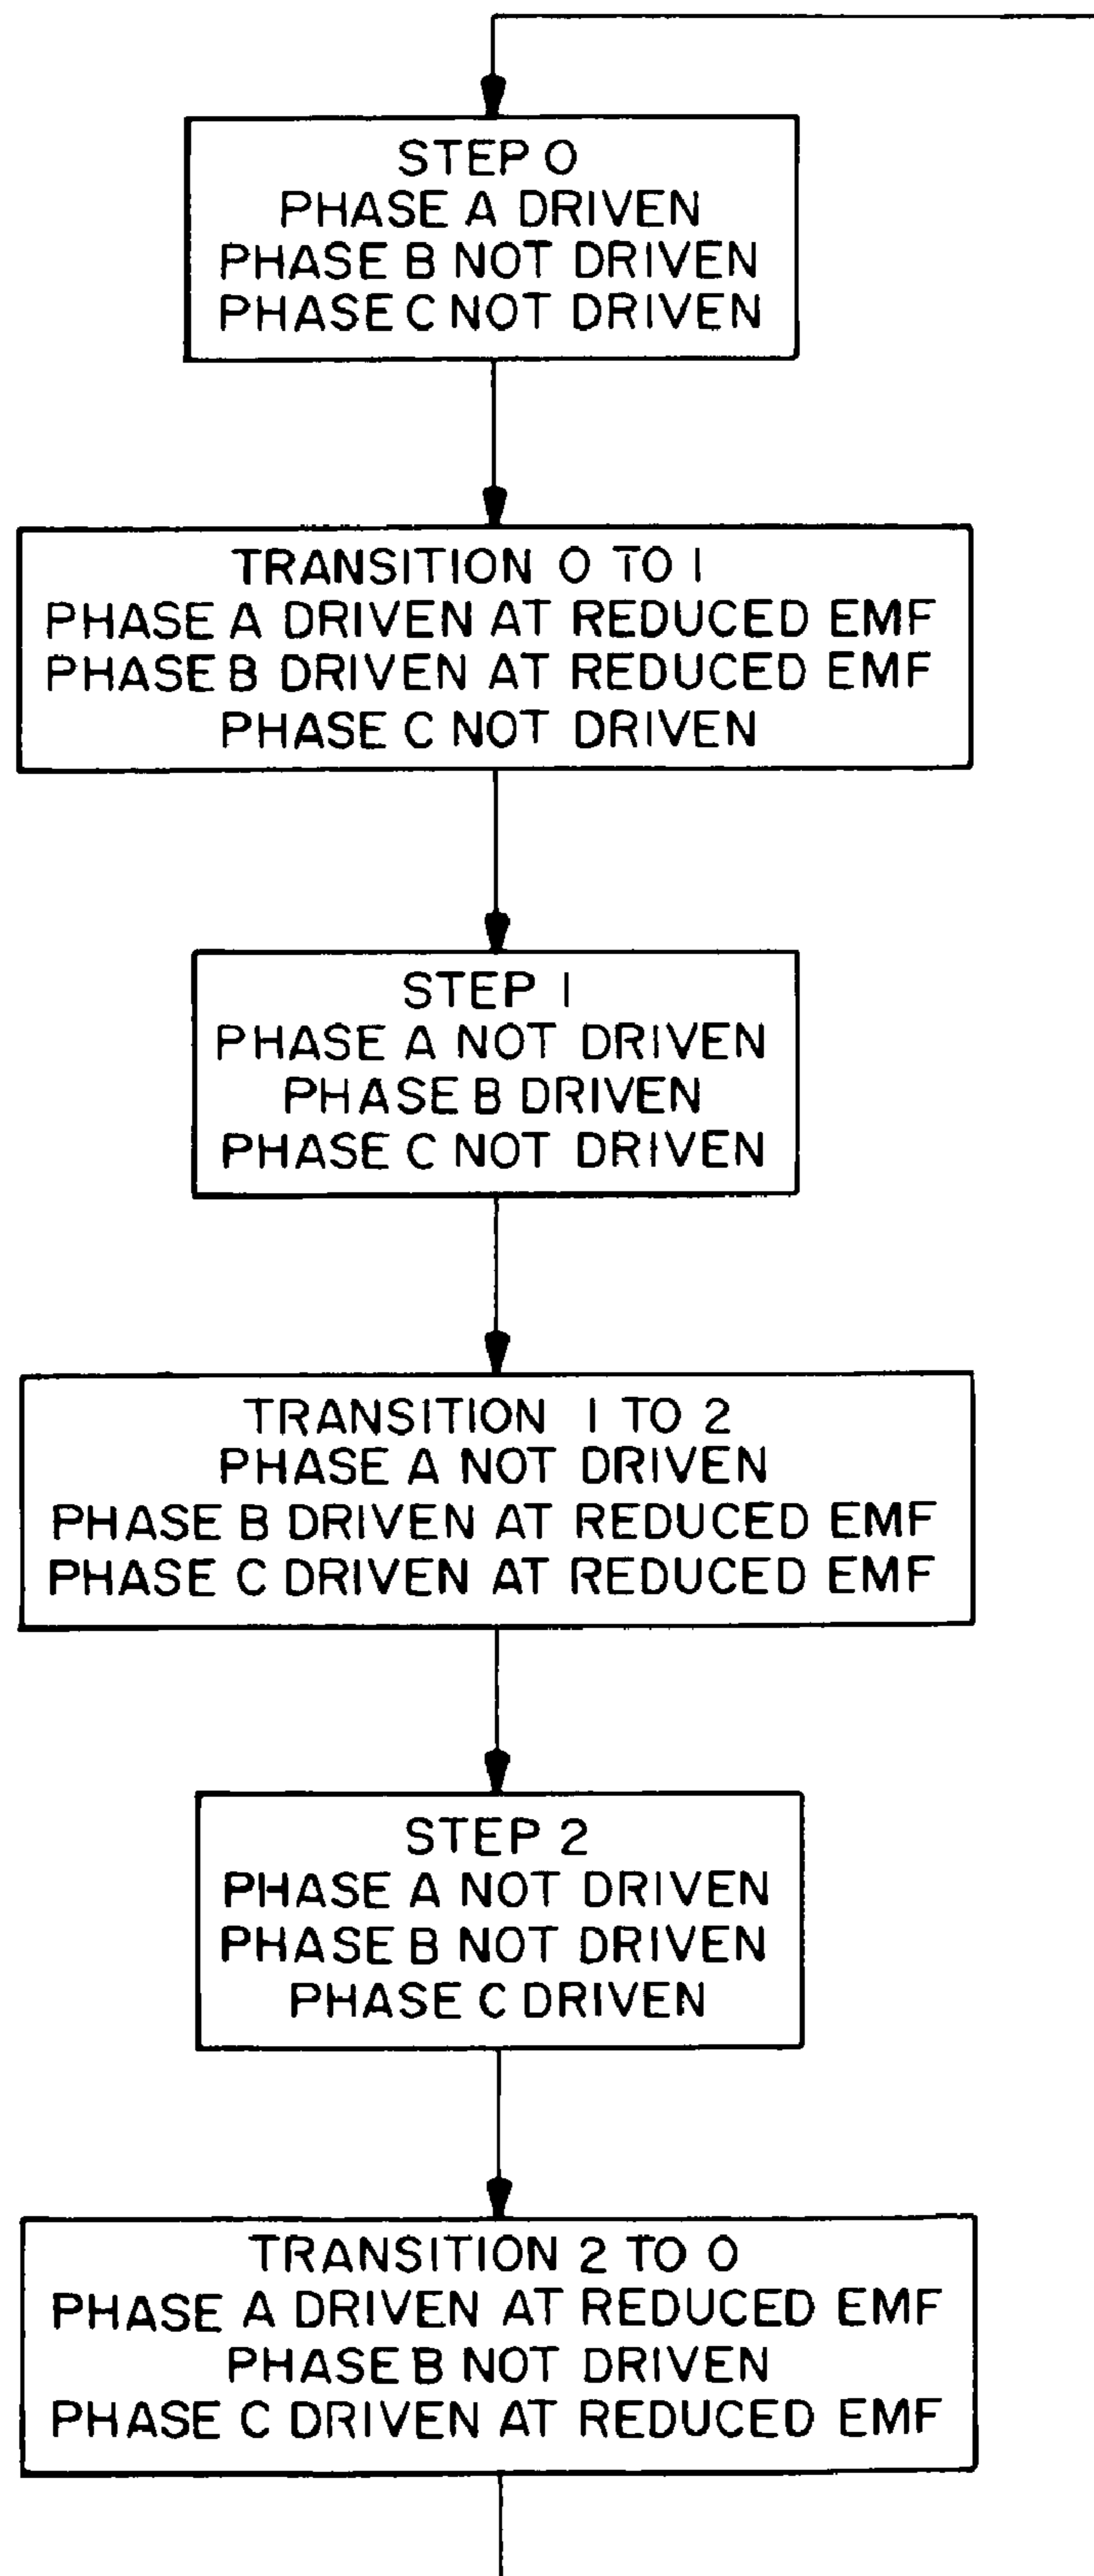 STEP 0
PHASE A DRIVEN
PHASE B NOT DRIVEN
PHASE C NOT DRIVEN
TRANSITION 0 TO 1
PHASE A DRIVEN AT REDUCED EMF
PHASE B DRIVEN AT REDUCED EMF
PHASE C NOT DRIVEN
STEP 1
PHASE A NOT DRIVEN
PHASE B DRIVEN
PHASE C NOT DRIVEN
TRANSITION 1 TO 2
PHASE A NOT DRIVEN
PHASE B DRIVEN AT REDUCED EMF
PHASE C DRIVEN AT REDUCED EMF
STEP 2
PHASE A NOT DRIVEN
PHASE B NOT DRIVEN
PHASE C DRIVEN
TRANSITION 2 TO 0
PHASE A DRIVEN AT REDUCED EMF
PHASE B NOT DRIVEN
PHASE C DRIVEN AT REDUCED EMF